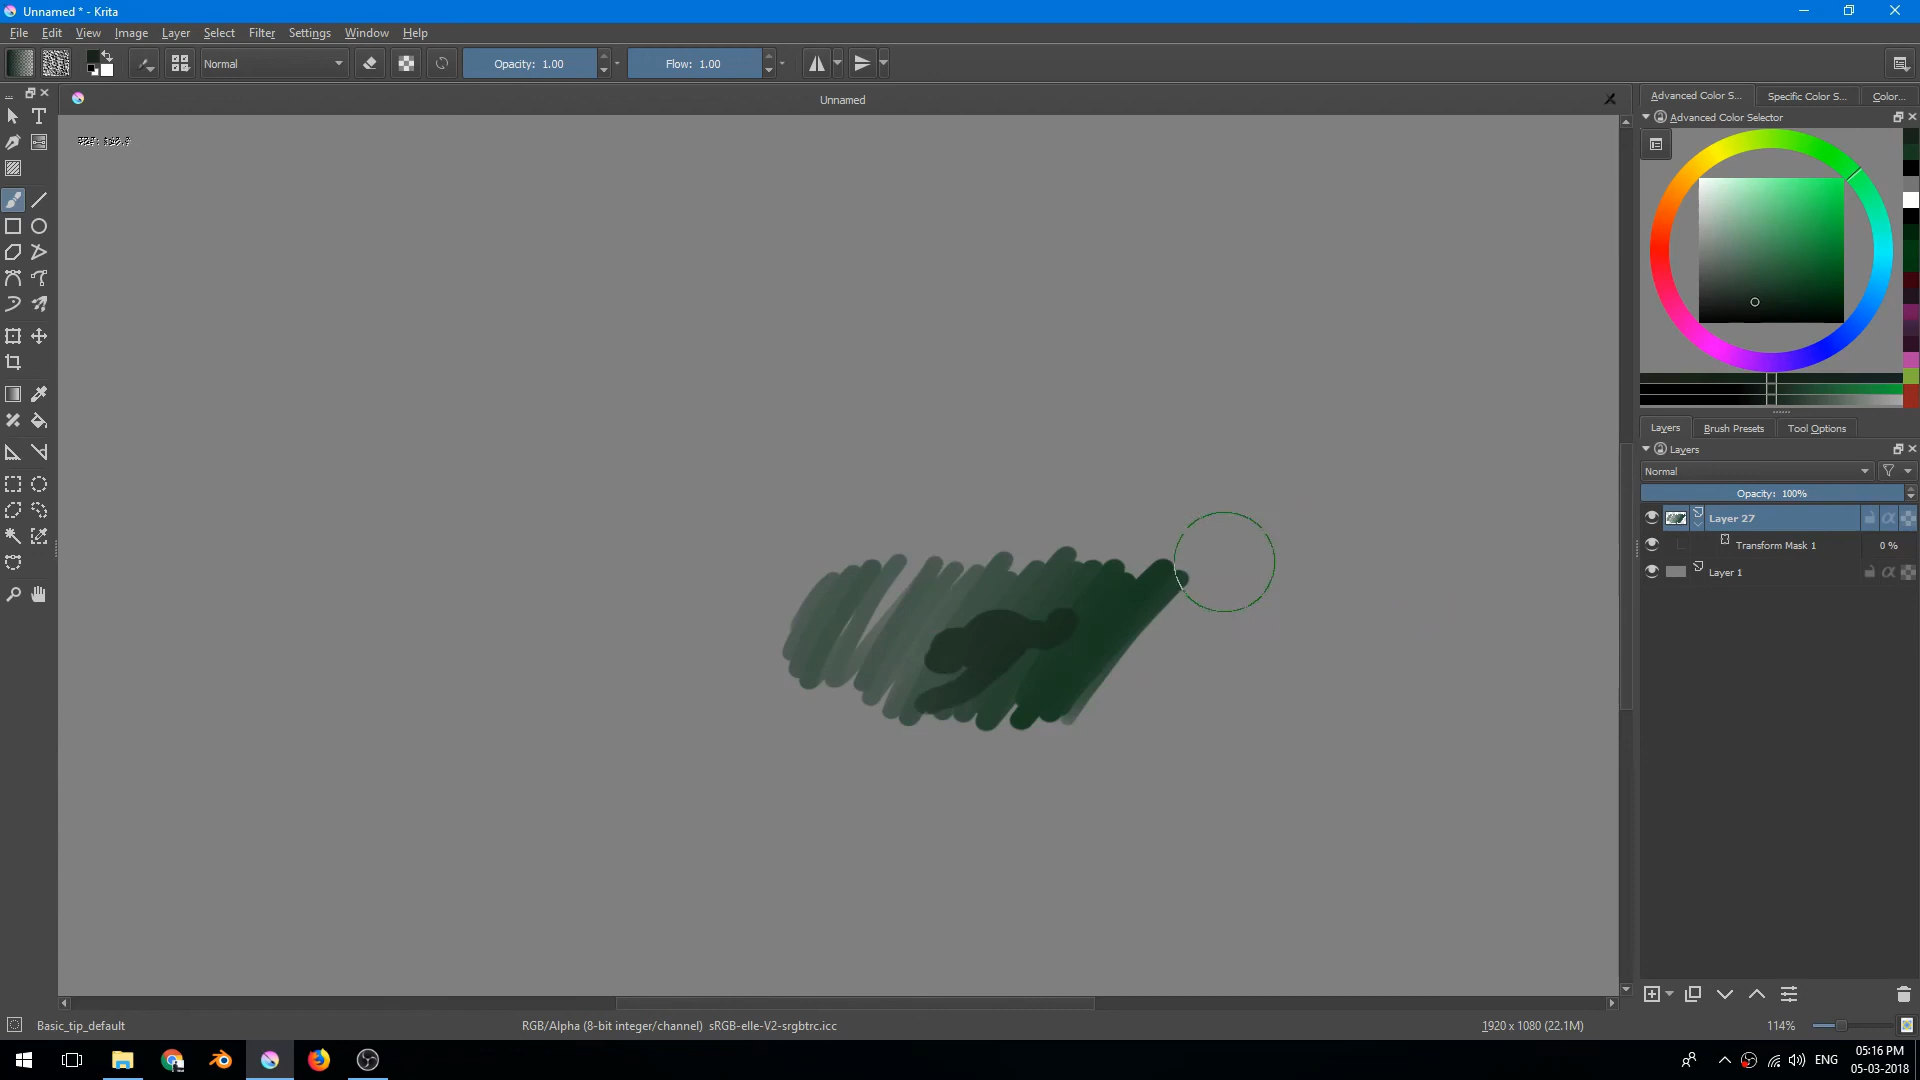 Unnamed * - Krita
File Edit View Image Layer Select Filter Settings Window Help
Normal
Opacity: 1.00
Flow: 1.00
Unnamed
Advanced Color S... Specific Color S... Color...
Advanced Color Selector
Layers Brush Presets Tool Options
Layers
Normal
Opacity: 100%
Layer 27
Transform Mask 1 0 %
Layer 1
Basic_tip_default
RGB/Alpha (8-bit integer/channel) sRGB-elle-V2-srgbtrc.icc
1920 x 1080 (22.1M)
114%
ENG
05:16 PM
05-03-2018